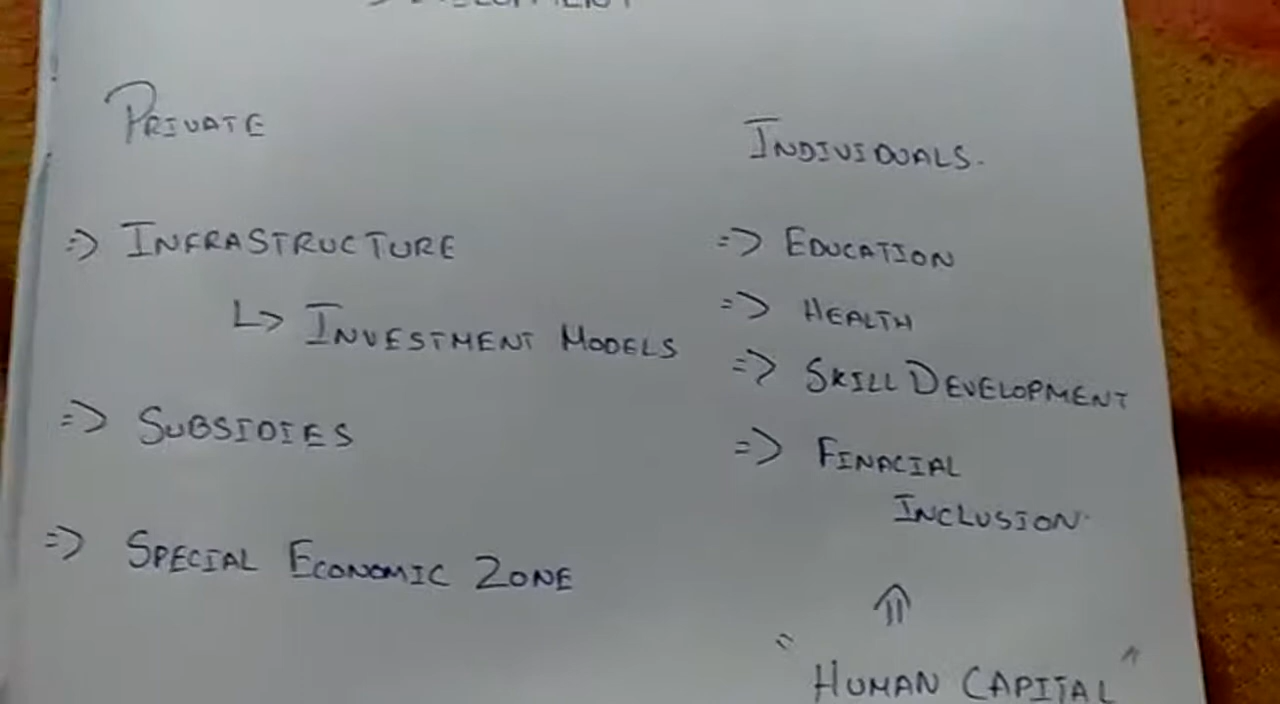 PRIVATE
=> INFRASTRUCTURE
↳ INVESTMENT MODELS
=> SUBSIDIES
=> SPECIAL ECONOMIC ZONE
INDIVIDUALS.
=> EDUCATION
=> HEALTH
=> SKILL DEVELOPMENT
=> FINACIAL
INCLUSION.
⇑
" HUMAN CAPITAL "